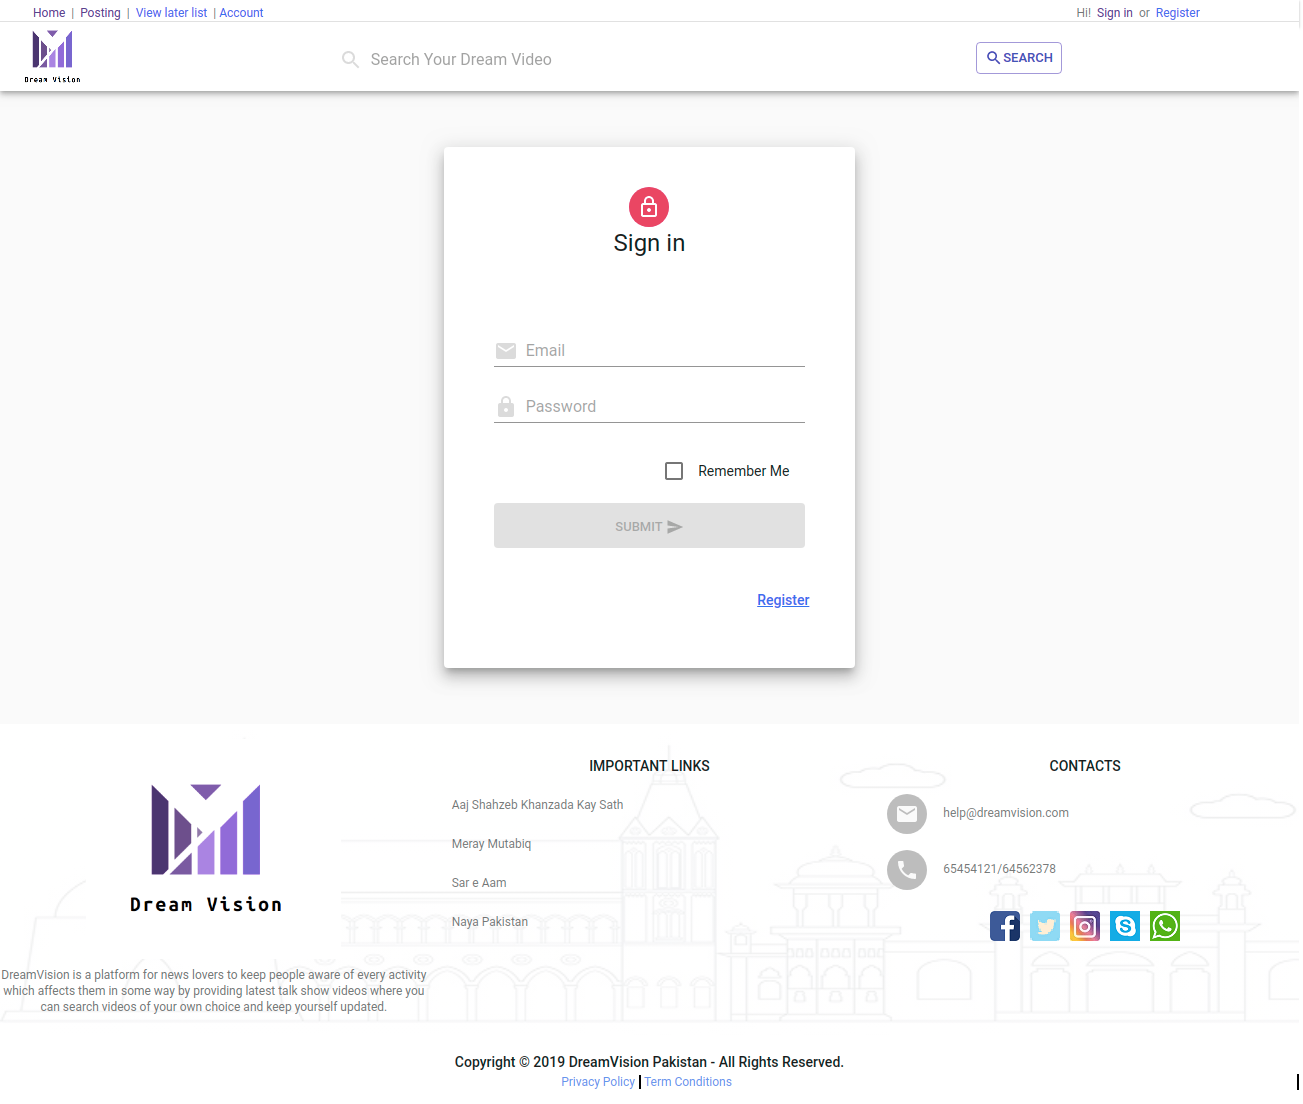 Home | Posting | View later list | Account
Hi! Sign in or Register
Dream Vision
Search Your Dream Video
SEARCH
Sign in
Email
Password
Remember Me
SUBMIT
Register
Dream Vision
DreamVision is a platform for news lovers to keep people aware of every activity
which affects them in some way by providing latest talk show videos where you
can search videos of your own choice and keep yourself updated.
IMPORTANT LINKS
Aaj Shahzeb Khanzada Kay Sath
Meray Mutabiq
Sar e Aam
Naya Pakistan
CONTACTS
help@dreamvision.com
65454121/64562378
Copyright © 2019 DreamVision Pakistan - All Rights Reserved.
Privacy Policy | Term Conditions